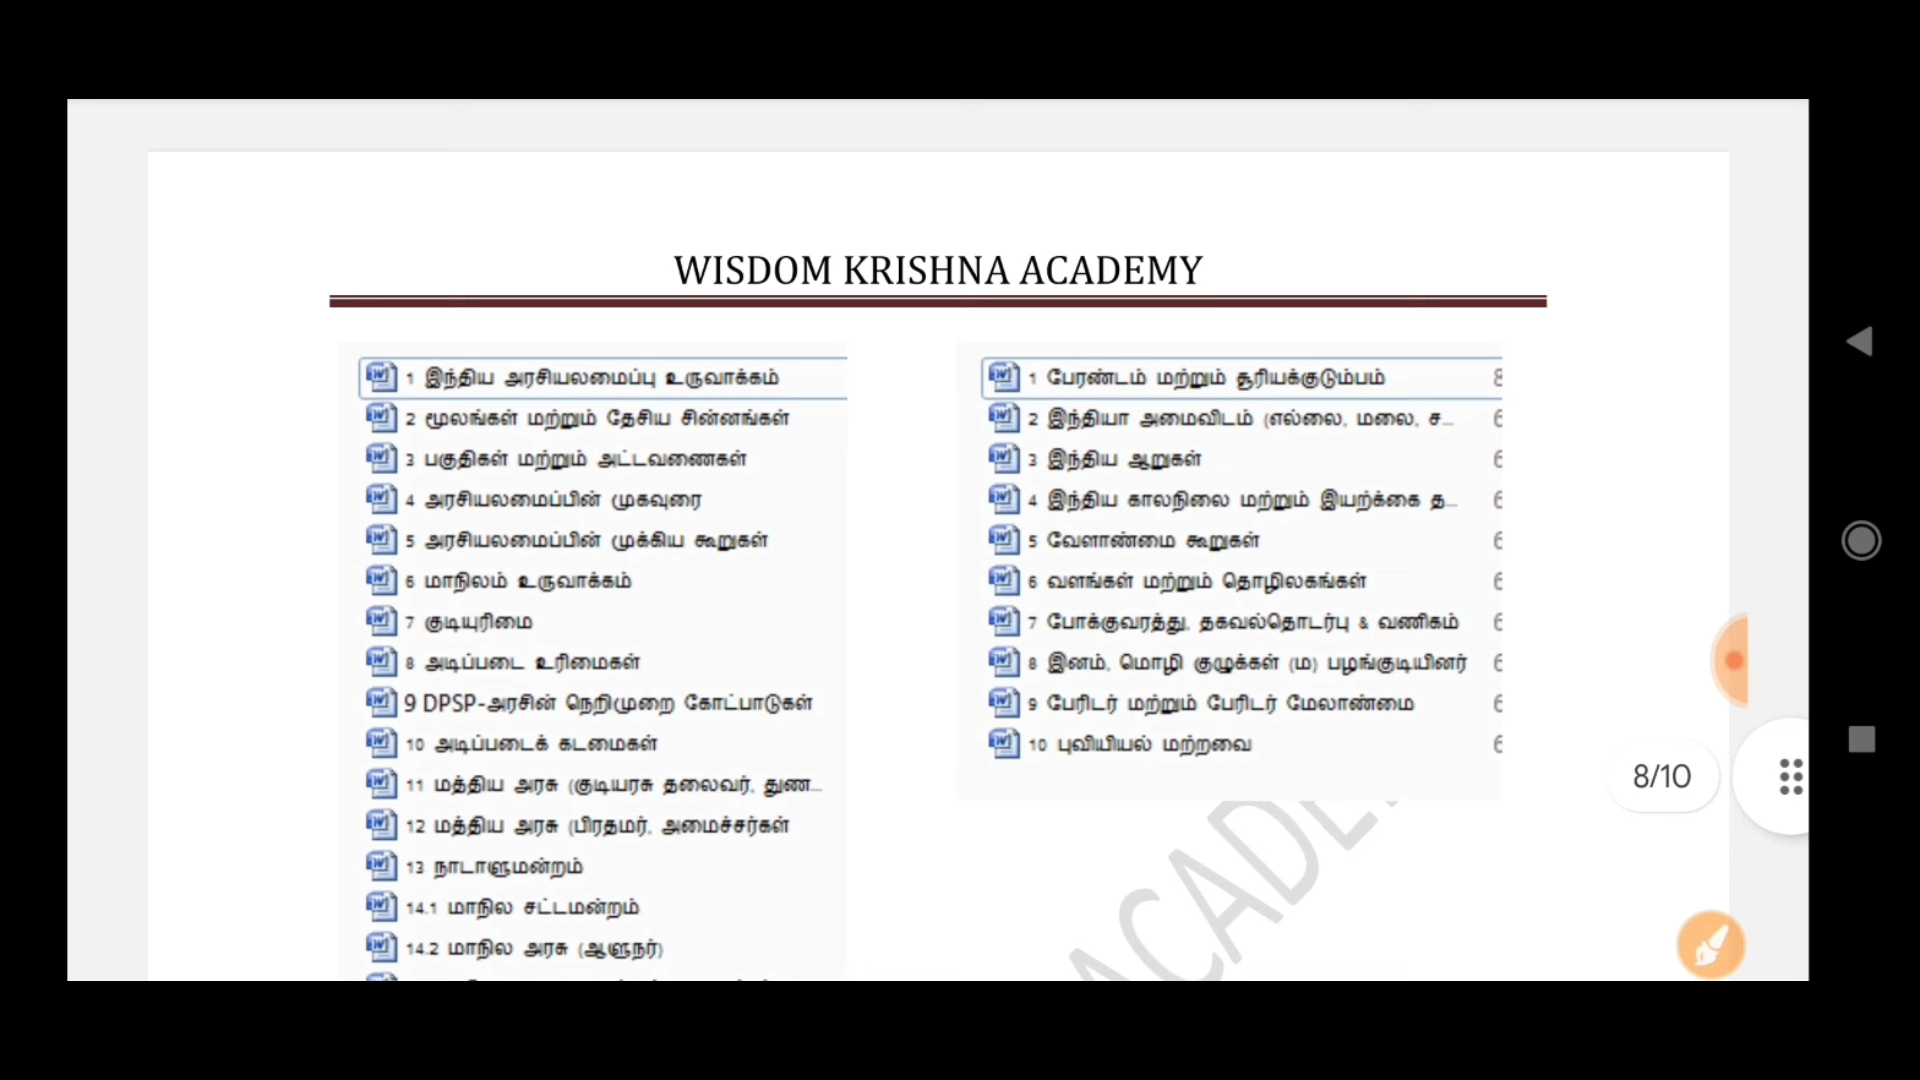 WISDOM KRISHNA ACADEMY
1 இந்திய அரசியலமைப்பு உருவாக்கம்
2 மூலங்கள் மற்றும் தேசிய சின்னங்கள்
3 பகுதிகள் மற்றும் அட்டவணைகள்
4 அரசியலமைப்பின் முகவுரை
5 அரசியலமைப்பின் முக்கிய கூறுகள்
6 மாநிலம் உருவாக்கம்
7 குடியுரிமை
8 அடிப்படை உரிமைகள்
9 DPSP-அரசின் நெறிமுறை கோட்பாடுகள்
10 அடிப்படைக் கடமைகள்
11 மத்திய அரசு (குடியரசு தலைவர், துண...
12 மத்திய அரசு (பிரதமர், அமைச்சர்கள்
13 நாடாளுமன்றம்
14.1 மாநில சட்டமன்றம்
14.2 மாநில அரசு (ஆளுநர்)
1 பேரண்டம் மற்றும் சூரியக்குடும்பம்
2 இந்தியா அமைவிடம் (எல்லை, மலை, ச...
3 இந்திய ஆறுகள்
4 இந்திய காலநிலை மற்றும் இயற்க்கை த...
5 வேளாண்மை கூறுகள்
6 வளங்கள் மற்றும் தொழிலகங்கள்
7 போக்குவரத்து, தகவல்தொடர்பு & வணிகம்
8 இனம், மொழி குழுக்கள் (ம) பழங்குடியினர்
9 பேரிடர் மற்றும் பேரிடர் மேலாண்மை
10 புவியியல் மற்றவை
8/10